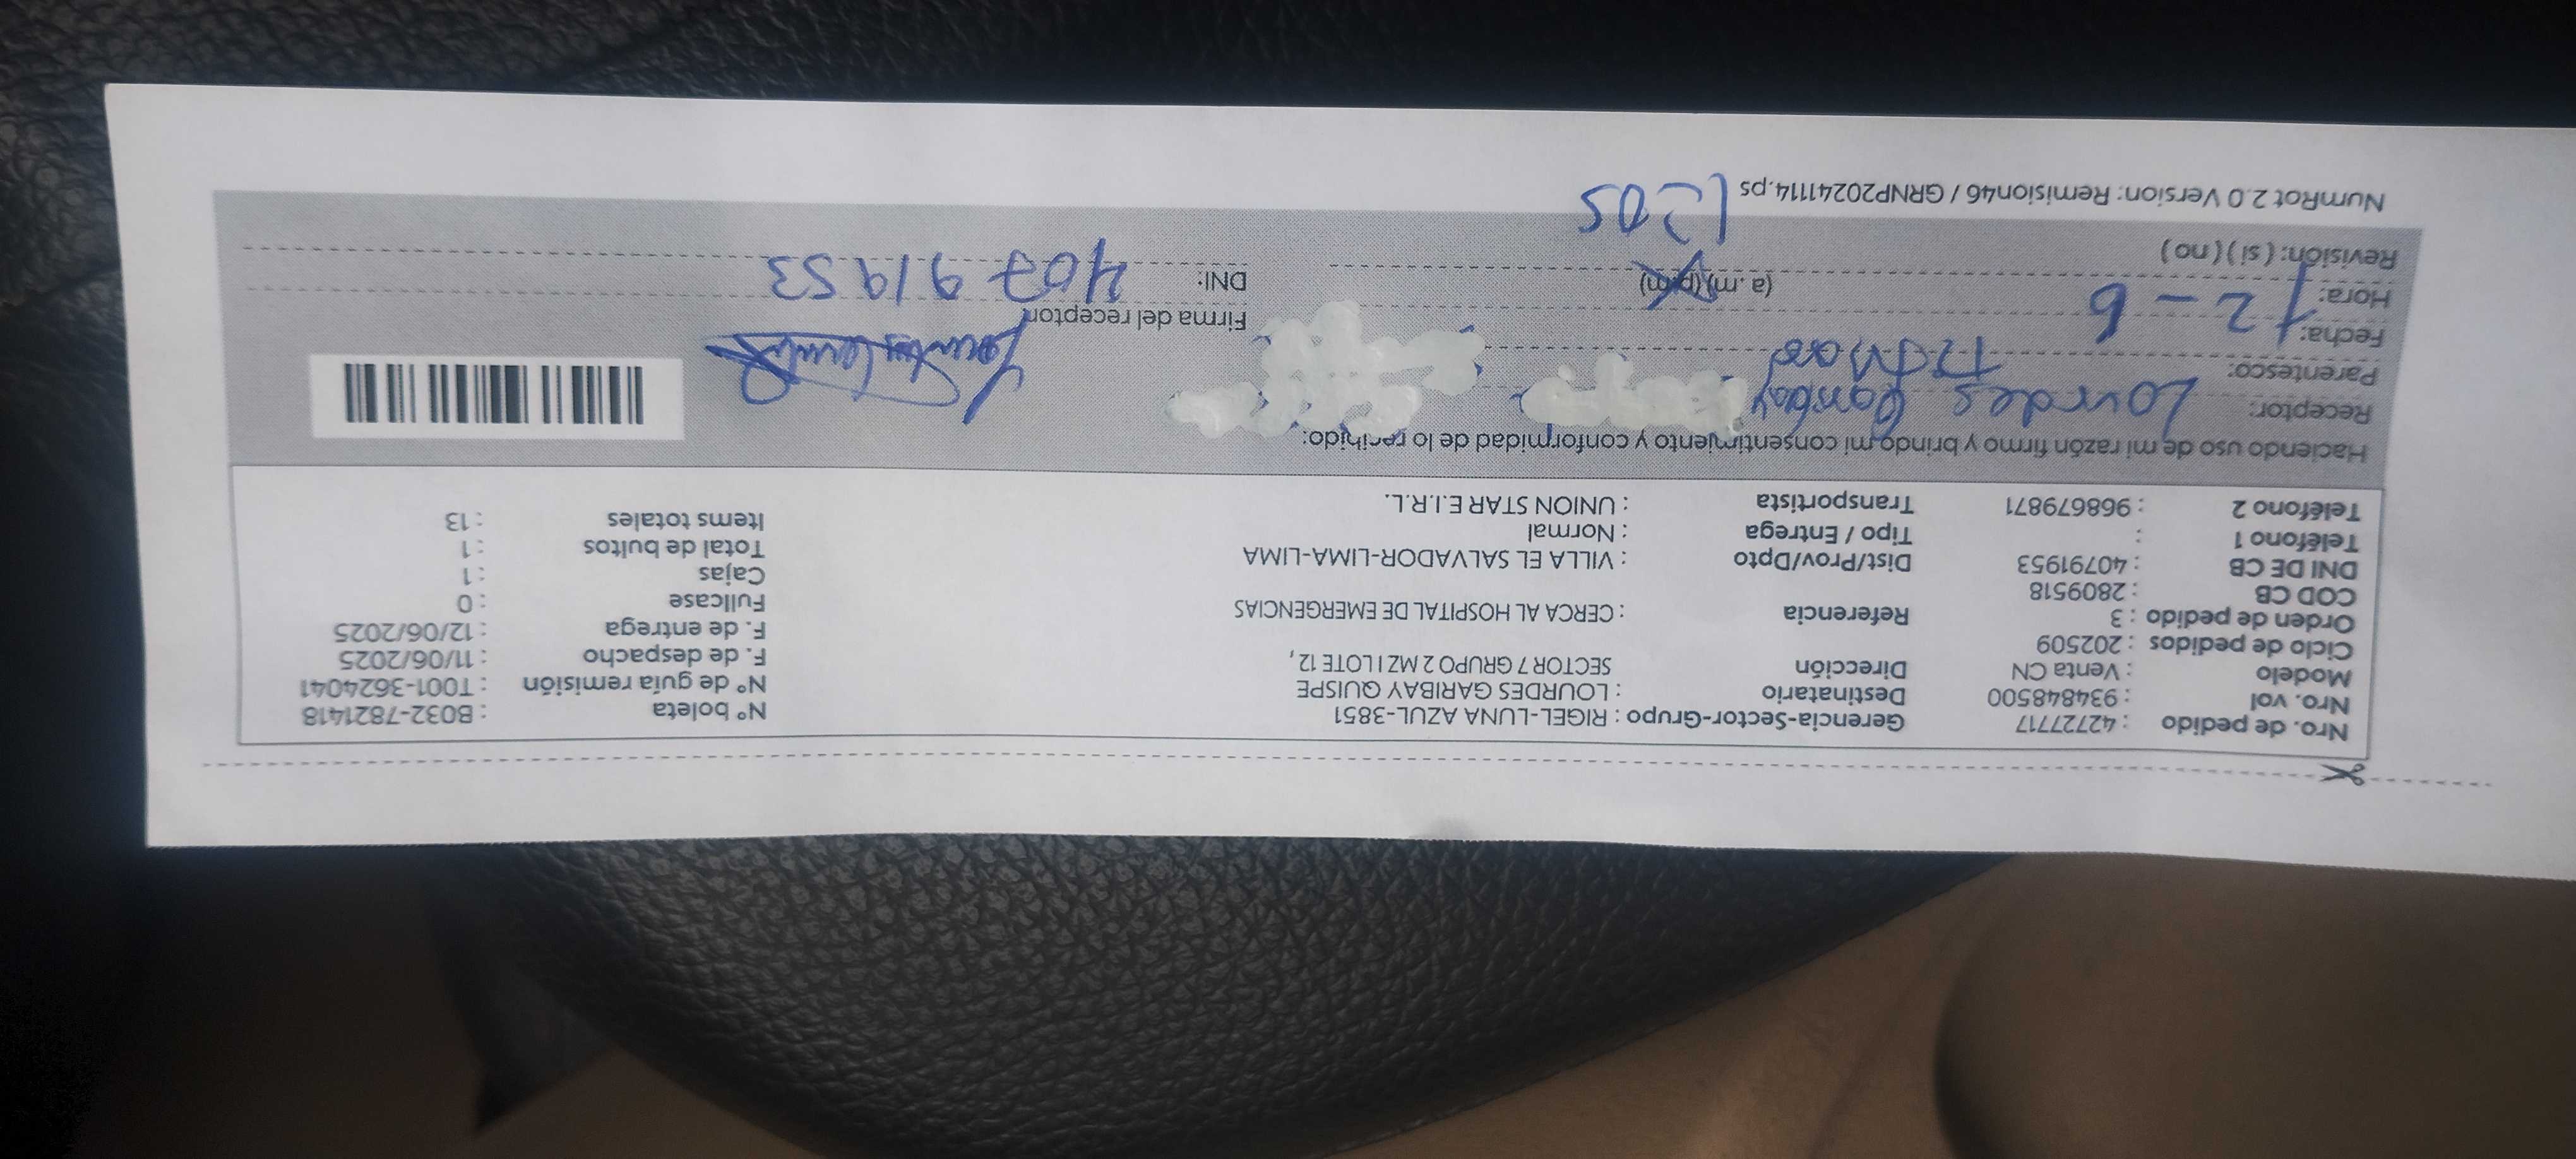 Nro. de pedido : 42727717 Gerencia-Sector-Grupo : RIGEL-LUNA AZUL-3851 N° boleta : B032-7821418
Nro. vol : 934848500 Destinatario : LOURDES GARIBAY QUISPE N° de guía remisión : T001-3624041
Modelo : Venta CN Dirección SECTOR 7 GRUPO 2 MZ I LOTE 12, F. de despacho : 11/06/2025
Ciclo de pedidos : 202509 F. de entrega : 12/06/2025
Orden de pedido : 3 Referencia : CERCA AL HOSPITAL DE EMERGENCIAS Fullcase : 0
COD CB : 2809518 Cajas : 1
DNI DE CB : 40791953 Dist/Prov/Dpto : VILLA EL SALVADOR-LIMA-LIMA Total de bultos : 1
Teléfono 1 : Tipo / Entrega : Normal Items totales : 13
Teléfono 2 : 968679871 Transportista : UNION STAR E.I.R.L.
Haciendo uso de mi razón firmo y brindo mi consentimiento y conformidad de lo recibido:
Receptor: Lourdes
Parentesco:
Fecha: 12-6 Firma del receptor
Hora: (a.m) (p.m) DNI: 40791953
Revisión: ( si ) ( no )
NumRot 2.0 Version: Remision46 / GRNP20241114.ps